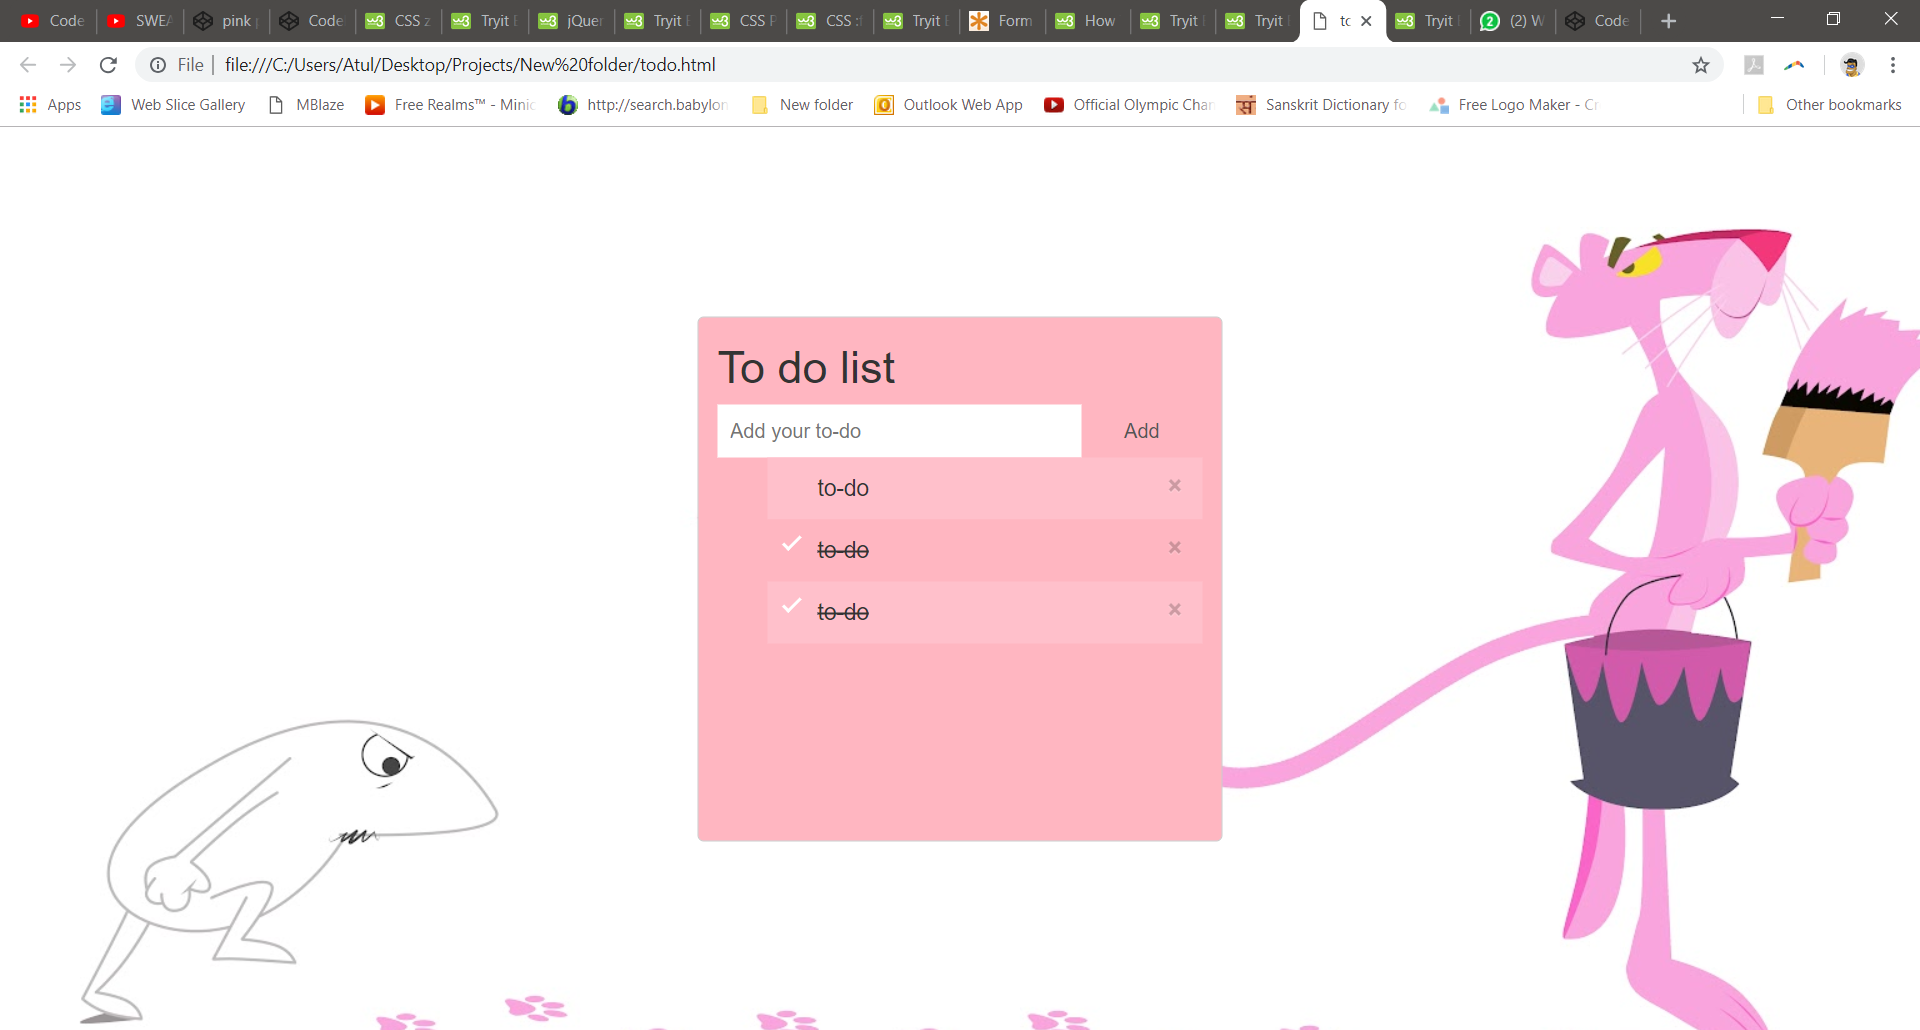 Code SWEA pink Code CSS z Tryit E jQuer Tryit E CSS P CSS :f Tryit E Form How Tryit Tryit to Tryit (2) W Code
File file:///C:/Users/Atul/Desktop/Projects/New%20folder/todo.html
Apps Web Slice Gallery MBlaze Free Realms™ - Minic http://search.babylon New folder Outlook Web App Official Olympic Chan Sanskrit Dictionary fo Free Logo Maker - Cr Other bookmarks
To do list
Add your to-do Add
to-do ×
to-do ×
to-do ×